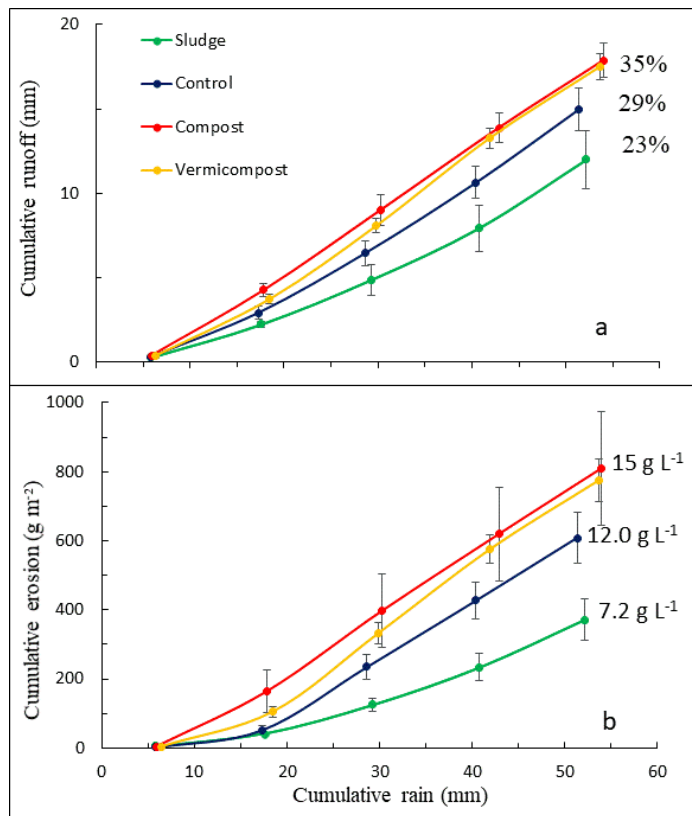 20
Sludge
Control
Compost
Vermicompost
35%
29%
23%
Cumulative runoff (mm)
10
0
a
1000
800
600
400
200
0
Cumulative erosion (g m⁻²)
15 g L⁻¹
12.0 g L⁻¹
7.2 g L⁻¹
b
0 10 20 30 40 50 60
Cumulative rain (mm)